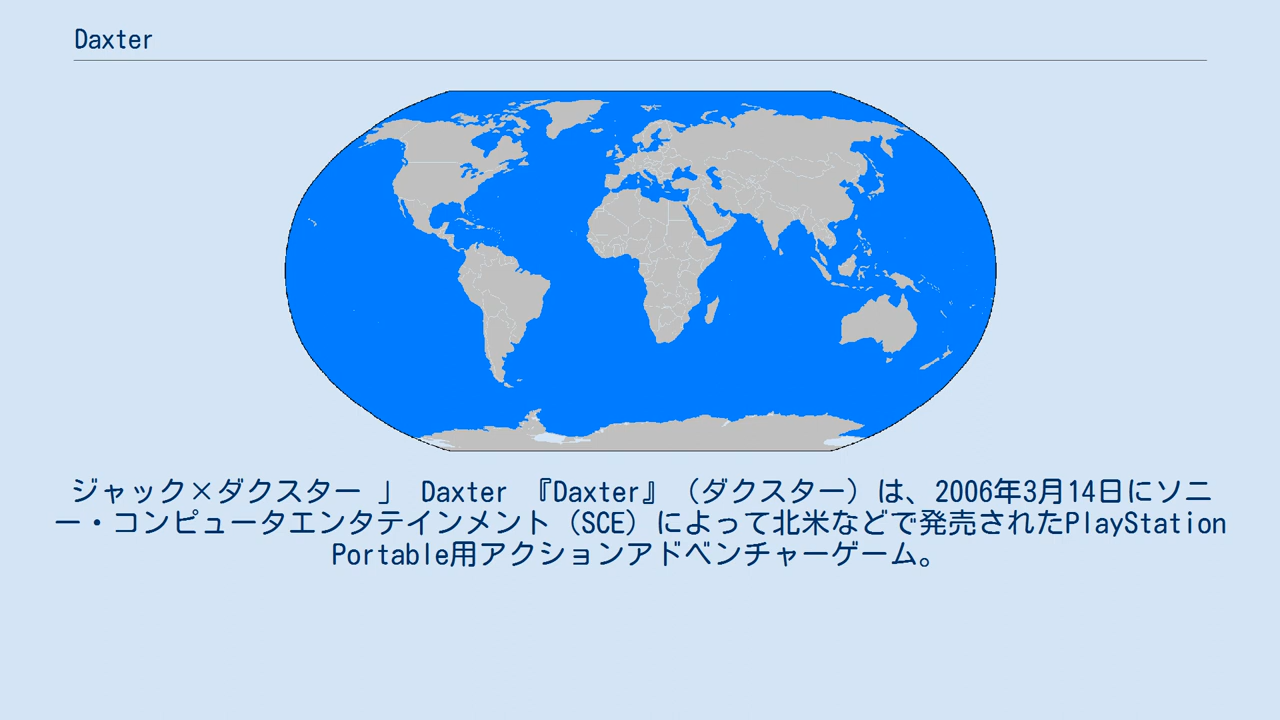 Daxter
ジャック×ダクスター 」 Daxter 『Daxter』（ダクスター）は、2006年3月14日にソニ
ー・コンピュータエンタテインメント（SCE）によって北米などで発売されたPlayStation
Portable用アクションアドベンチャーゲーム。